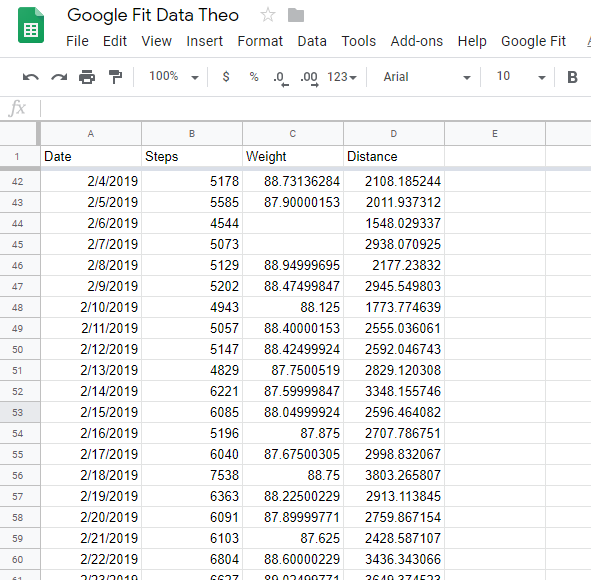 Google Fit Data Theo
File Edit View Insert Format Data Tools Add-ons Help Google Fit
100% $ % .0 .00 123 Arial 10 B
fx
A B C D E
1 Date Steps Weight Distance
42 2/4/2019 5178 88.73136284 2108.185244
43 2/5/2019 5585 87.90000153 2011.937312
44 2/6/2019 4544 1548.029337
45 2/7/2019 5073 2938.070925
46 2/8/2019 5129 88.94999695 2177.23832
47 2/9/2019 5202 88.47499847 2945.549803
48 2/10/2019 4943 88.125 1773.774639
49 2/11/2019 5057 88.40000153 2555.036061
50 2/12/2019 5147 88.42499924 2592.046743
51 2/13/2019 4829 87.7500519 2829.120308
52 2/14/2019 6221 87.59999847 3348.155746
53 2/15/2019 6085 88.04999924 2596.464082
54 2/16/2019 5196 87.875 2707.786751
55 2/17/2019 6040 87.67500305 2998.832067
56 2/18/2019 7538 88.75 3803.265807
57 2/19/2019 6363 88.22500229 2913.113845
58 2/20/2019 6091 87.89999771 2759.867154
59 2/21/2019 6103 87.625 2428.587107
60 2/22/2019 6804 88.60000229 3436.343066
61 2/23/2019 6627 89.02499771 3649.374523